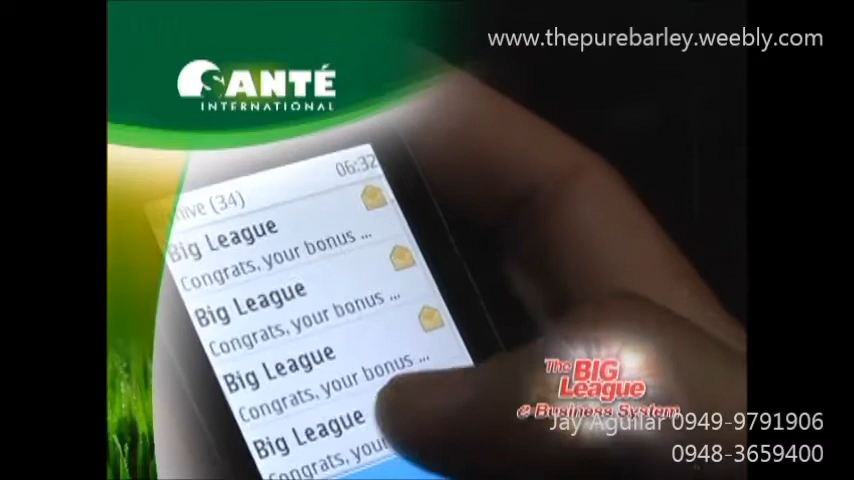 www.thepurebarley.weebly.com
SANTÉ
INTERNATIONAL
06:32
(34)
Big League
Congrats, your bonus ...
Big League
Congrats, your bonus ...
Big League
Congrats, your bonus ...
Big League
Congrats, your
The BIG
League
e Business System
Jay Aguilar 0949-9791906
0948-3659400